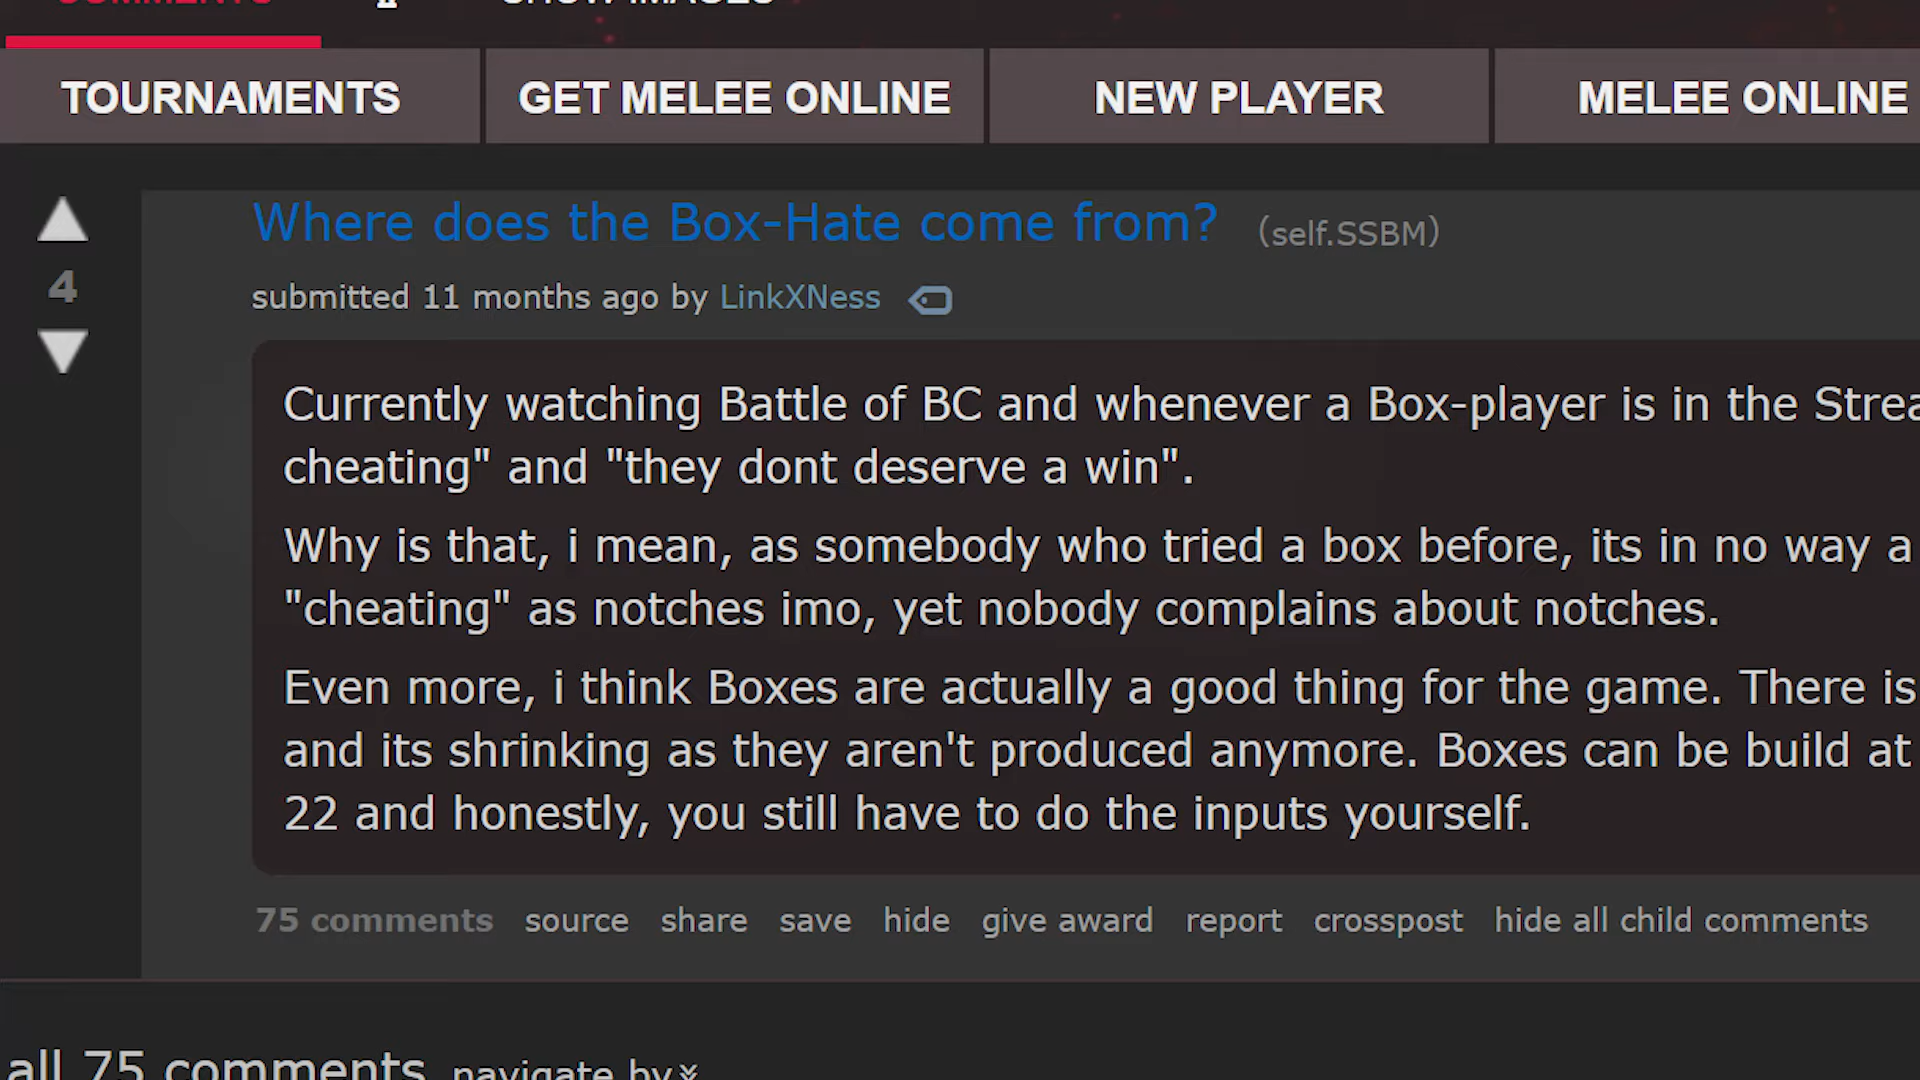 COMMENTS SHOW IMAGES
TOURNAMENTS GET MELEE ONLINE NEW PLAYER MELEE ONLINE
Where does the Box-Hate come from? (self.SSBM)
4
submitted 11 months ago by LinkXNess
Currently watching Battle of BC and whenever a Box-player is in the Strea
cheating" and "they dont deserve a win".
Why is that, i mean, as somebody who tried a box before, its in no way a
"cheating" as notches imo, yet nobody complains about notches.
Even more, i think Boxes are actually a good thing for the game. There is
and its shrinking as they aren't produced anymore. Boxes can be build at
22 and honestly, you still have to do the inputs yourself.
75 comments source share save hide give award report crosspost hide all child comments
all 75 comments navigate by